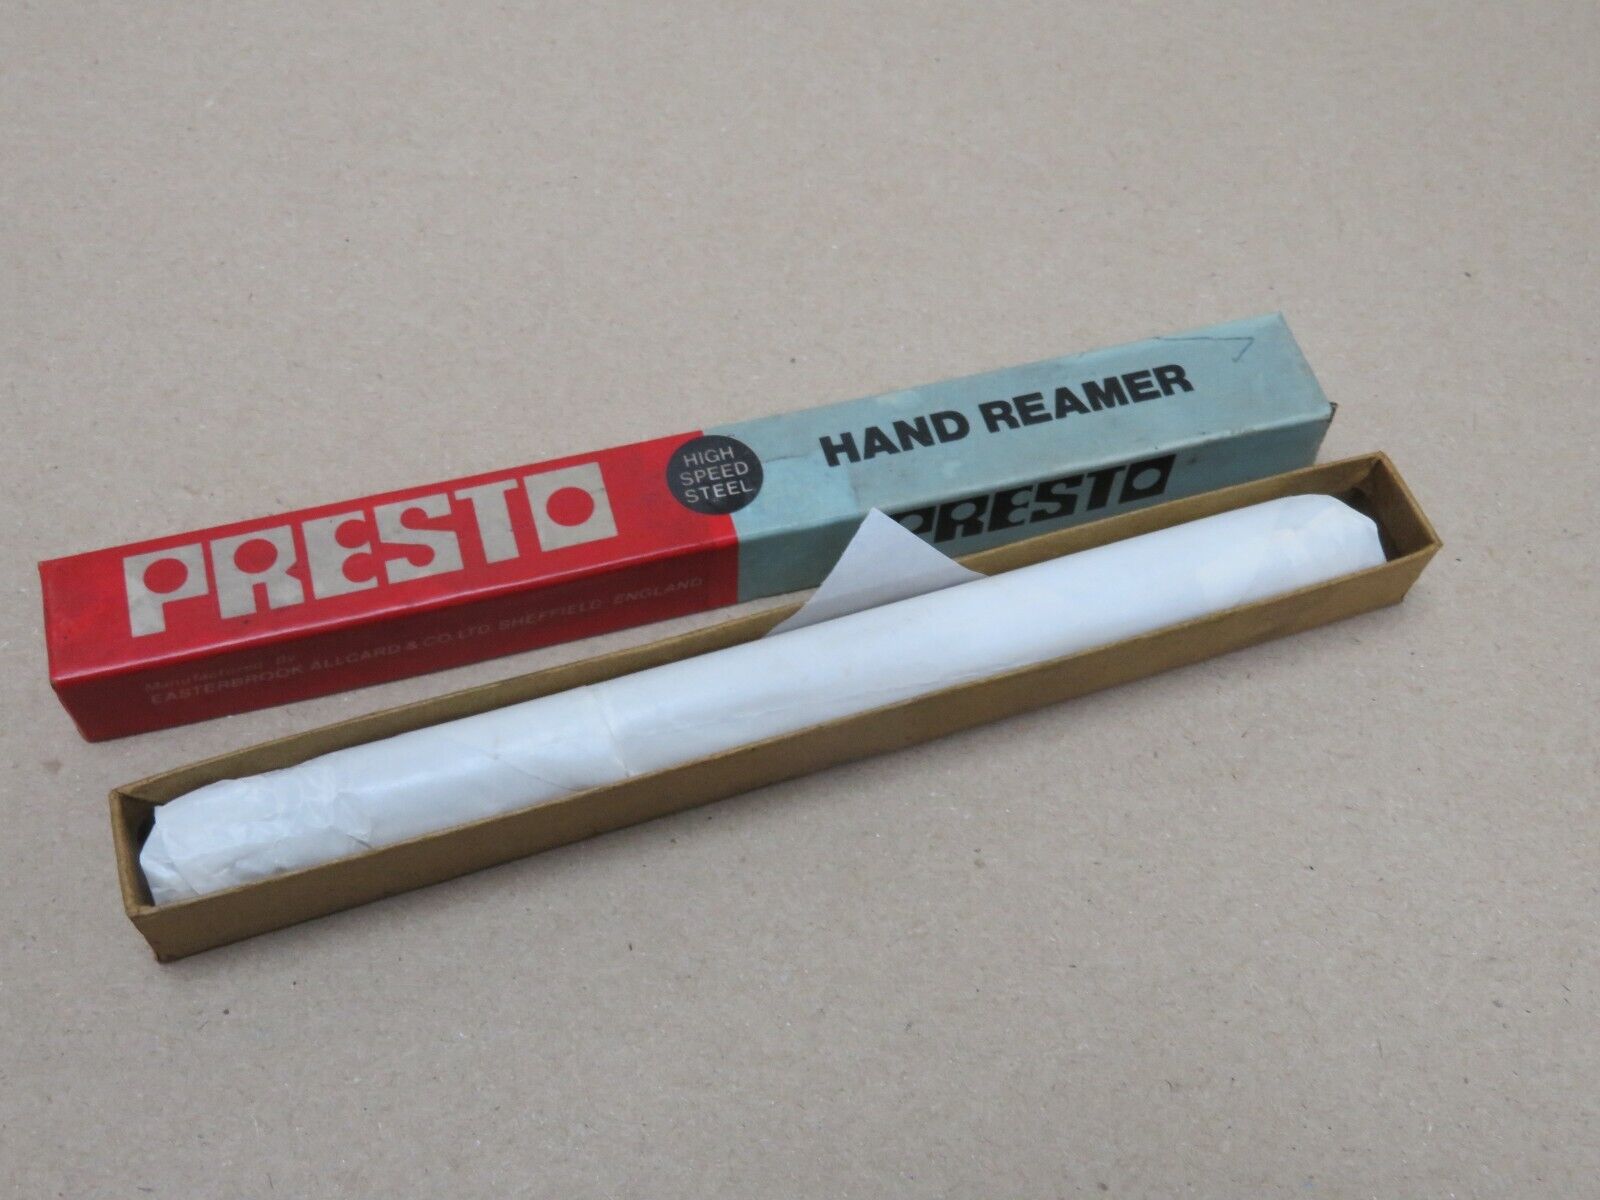 PRESTO
HIGH
SPEED
STEEL
HAND REAMER
PRESTO
Manufactured By
EASTERBROOK ALLCARD & CO. LTD. SHEFFIELD ENGLAND